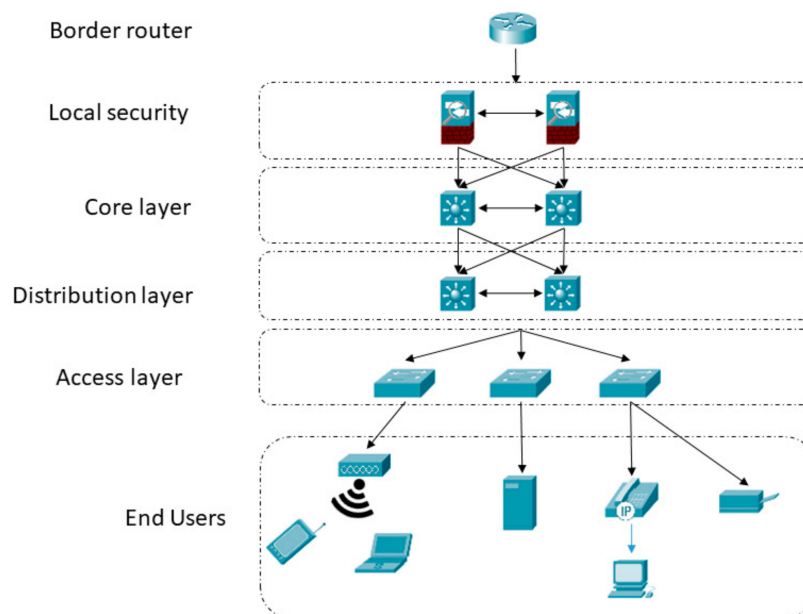 Border router
Local security
Core layer
Distribution layer
Access layer
End Users
IP